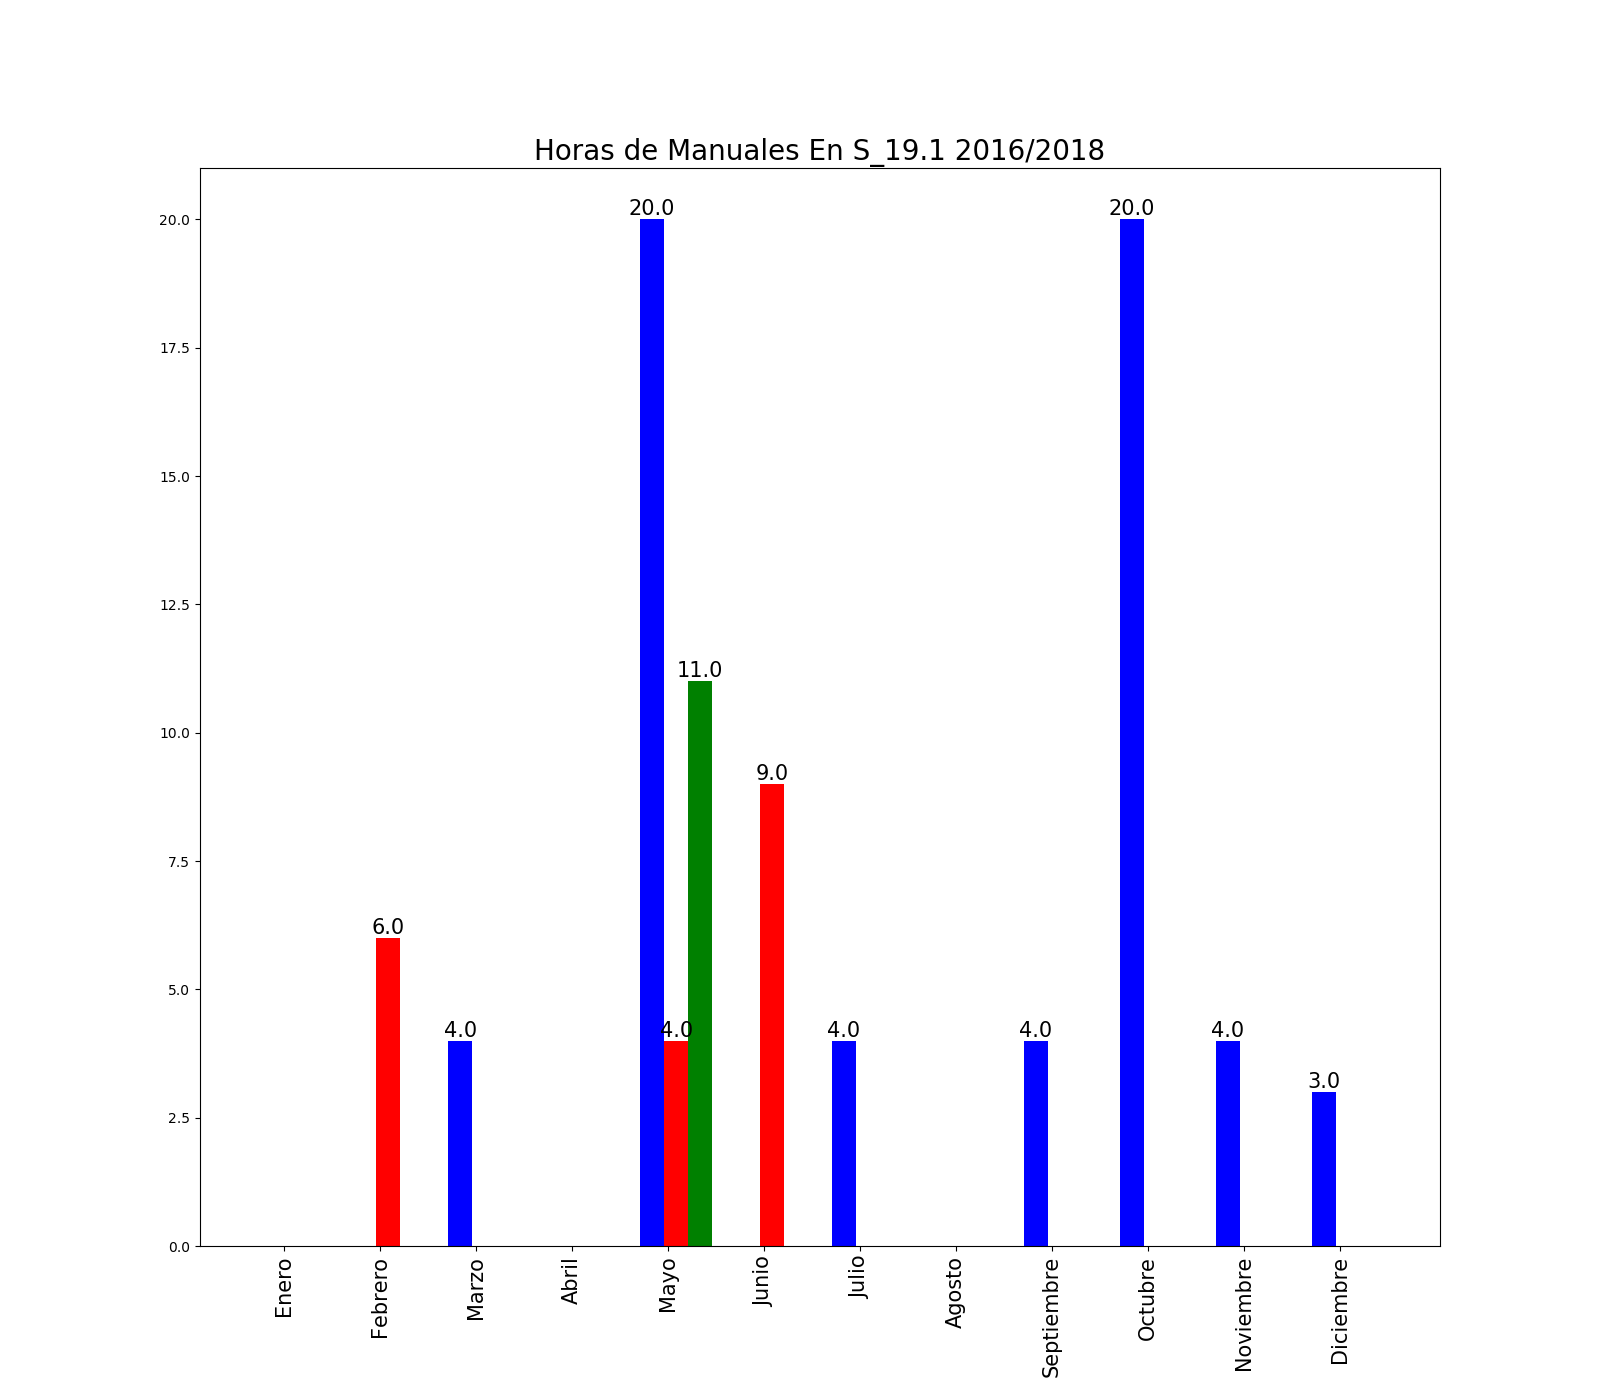 Horas de Manuales En S_19.1 2016/2018
20.0
17.5
15.0
12.5
10.0
7.5
5.0
2.5
0.0
6.0
4.0
20.0
4.0
11.0
9.0
4.0
4.0
20.0
4.0
3.0
Enero
Febrero
Marzo
Abril
Mayo
Junio
Julio
Agosto
Septiembre
Octubre
Noviembre
Diciembre